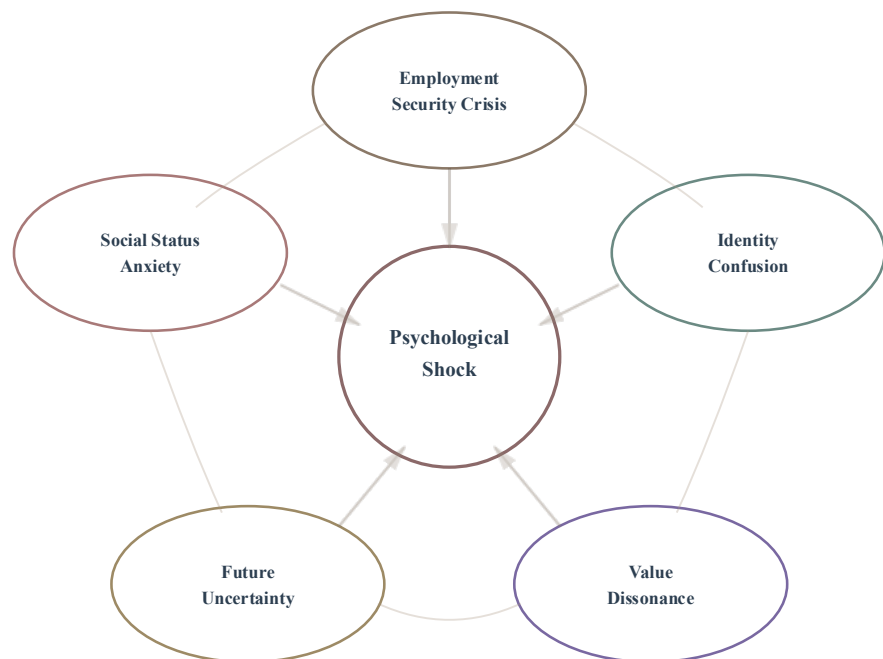 Employment
Security Crisis
Social Status
Anxiety
Identity
Confusion
Psychological
Shock
Future
Uncertainty
Value
Dissonance